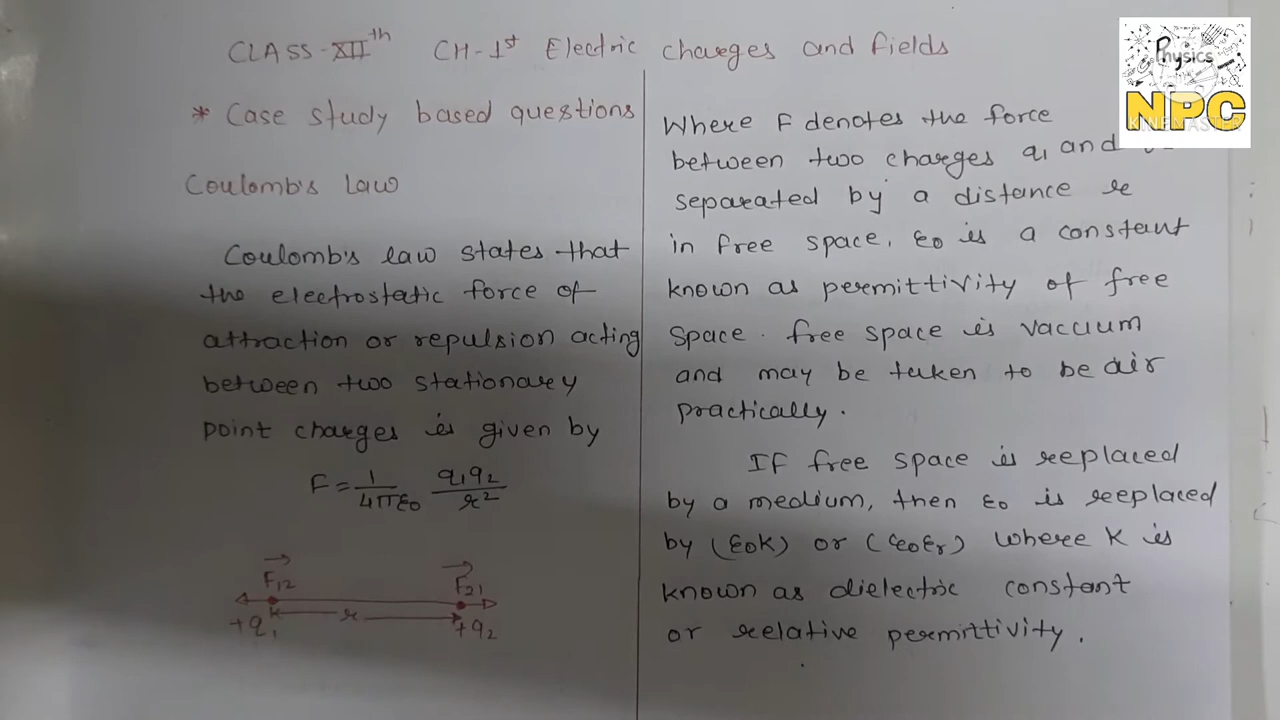 CLASS-XIIth CH-1st Electric charges and fields
* Case study based questions
Coulomb's law
Coulomb's law states that
the electrostatic force of
attraction or repulsion acting
between two stationary
point charges is given by
F = 1/4πε0 q1q2/r²
F12 F21
r
+q1 +q2
Where F denotes the force
between two charges q1 and
separated by a distance r
in free space, ε0 is a constant
known as permittivity of free
space. free space is vaccium
and may be taken to be air
practically.
If free space is replaced
by a medium, then ε0 is replaced
by (ε0K) or (ε0εr) where K is
known as dielectric constant
or relative permittivity.
Physics
NPC
KINEMASTER